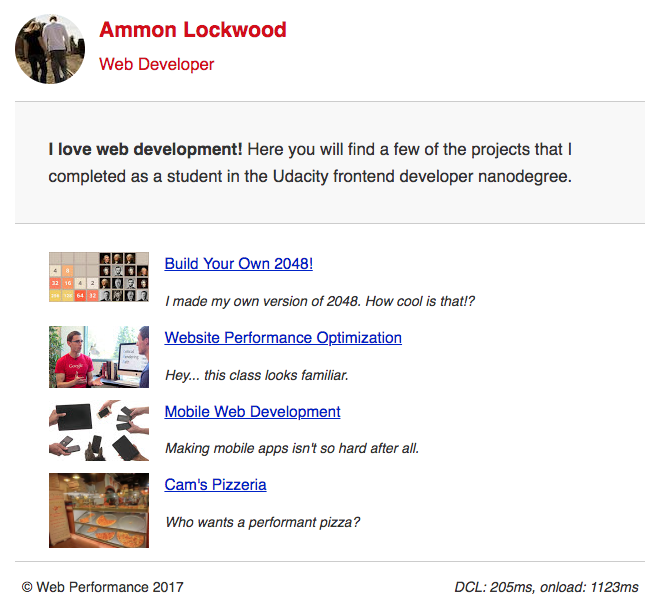 Ammon Lockwood
Web Developer
I love web development! Here you will find a few of the projects that I
completed as a student in the Udacity frontend developer nanodegree.
Build Your Own 2048!
I made my own version of 2048. How cool is that!?
Website Performance Optimization
Hey... this class looks familiar.
Mobile Web Development
Making mobile apps isn't so hard after all.
Cam's Pizzeria
Who wants a performant pizza?
© Web Performance 2017
DCL: 205ms, onload: 1123ms